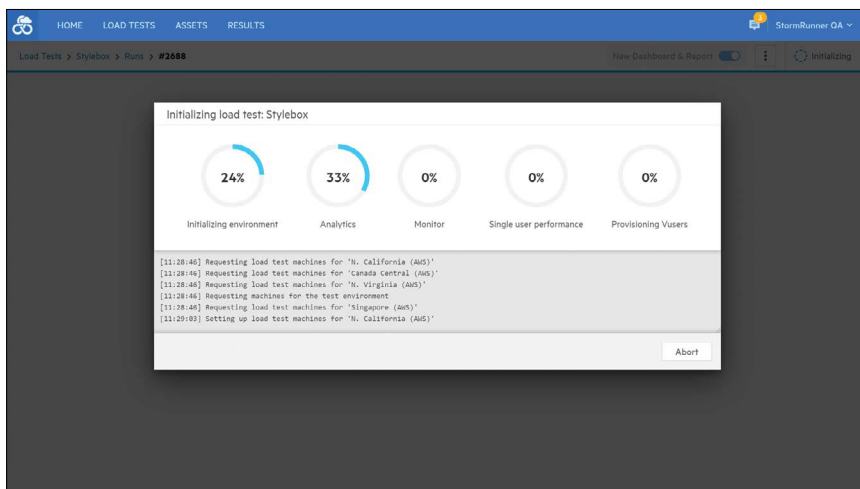 HOME LOAD TESTS ASSETS RESULTS 3 StormRunner QA
Load Tests > Stylebox > Runs > #2688 New Dashboard & Report Initializing
Initializing load test: Stylebox
24% 33% 0% 0% 0%
Initializing environment Analytics Monitor Single user performance Provisioning Vusers
[11:28:46] Requesting load test machines for 'N. California (AWS)'
[11:28:46] Requesting load test machines for 'Canada Central (AWS)'
[11:28:46] Requesting load test machines for 'N. Virginia (AWS)'
[11:28:46] Requesting machines for the test environment
[11:28:46] Requesting load test machines for 'Singapore (AWS)'
[11:29:03] Setting up load test machines for 'N. California (AWS)'
Abort